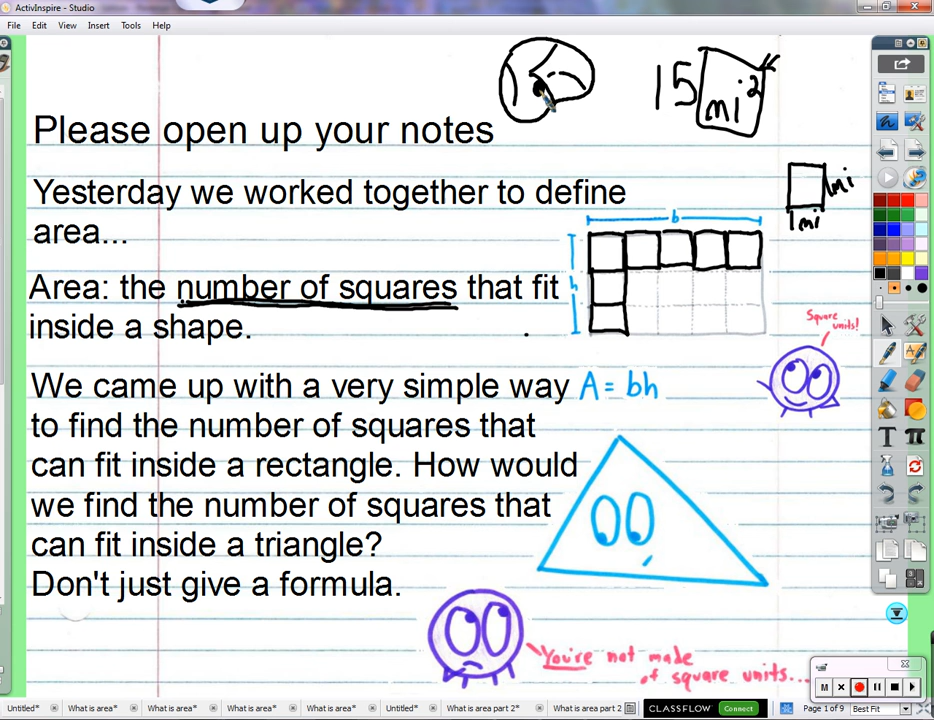 ActivInspire - Studio
File Edit View Insert Tools Help
15 mi²
Please open up your notes
1mi
1mi
Yesterday we worked together to define
area...
b
h
Area: the number of squares that fit
inside a shape.
Square
units!
We came up with a very simple way
A = bh
to find the number of squares that
can fit inside a rectangle. How would
we find the number of squares that
can fit inside a triangle?
Don't just give a formula.
You're not made
of square units...
Untitled* What is area* What is area* What is area* What is area* Untitled* What is area part 2* What is area part 2 CLASSFLOW Connect Page 1 of 9 Best Fit